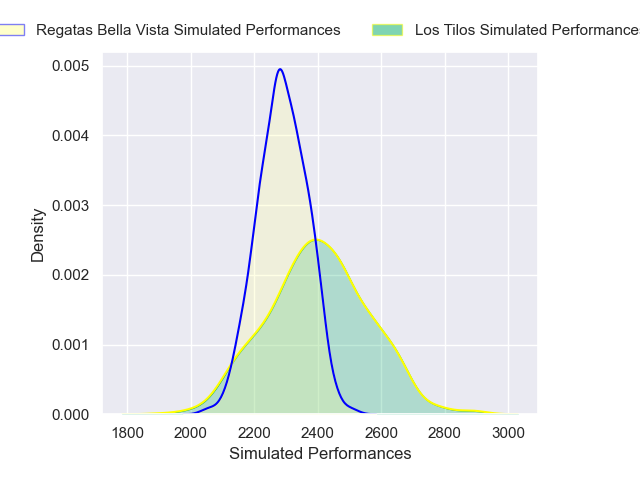 Regatas Bella Vista Simulated Performances
Los Tilos Simulated Performances
0.005
0.004
0.003
0.002
0.001
0.000
Density
1800 2000 2200 2400 2600 2800 3000
Simulated Performances